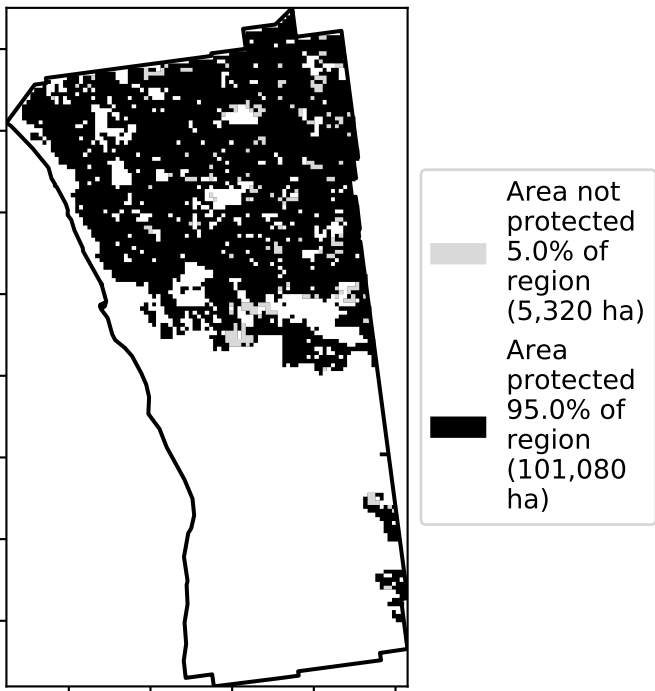 Area not
protected
5.0% of
region
(5,320 ha)
Area
protected
95.0% of
region
(101,080
ha)